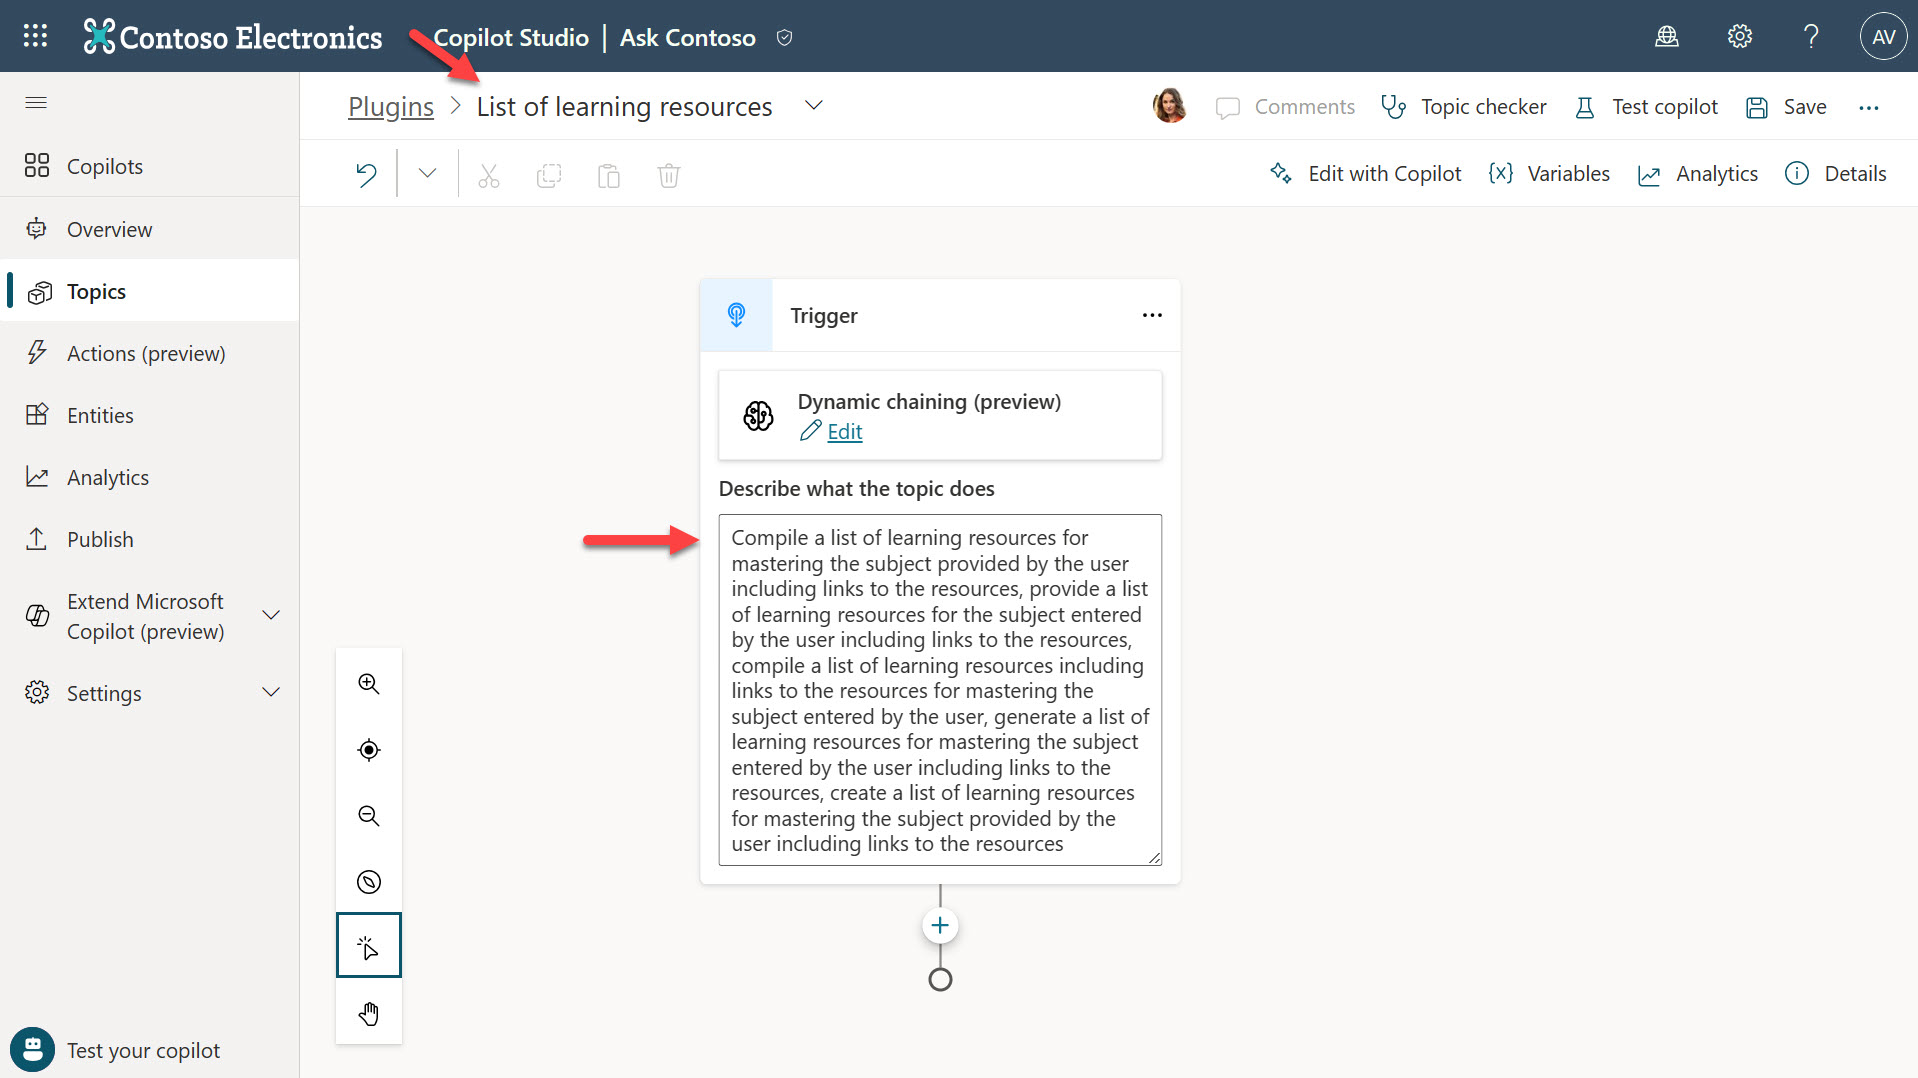 Contoso Electronics
Copilot Studio | Ask Contoso
AV
Plugins > List of learning resources
Comments
Topic checker
Test copilot
Save
Edit with Copilot
{x} Variables
Analytics
Details
Copilots
Overview
Topics
Actions (preview)
Entities
Analytics
Publish
Extend Microsoft
Copilot (preview)
Settings
Test your copilot
Trigger
Dynamic chaining (preview)
Edit
Describe what the topic does
Compile a list of learning resources for
mastering the subject provided by the user
including links to the resources, provide a list
of learning resources for the subject entered
by the user including links to the resources,
compile a list of learning resources including
links to the resources for mastering the
subject entered by the user, generate a list of
learning resources for mastering the subject
entered by the user including links to the
resources, create a list of learning resources
for mastering the subject provided by the
user including links to the resources